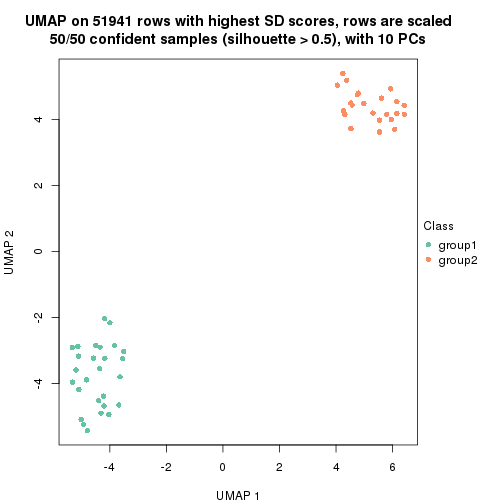 UMAP on 51941 rows with highest SD scores, rows are scaled
50/50 confident samples (silhouette > 0.5), with 10 PCs
4
2
0
-2
-4
UMAP 2
-4
-2
0
2
4
6
UMAP 1
Class
group1
group2